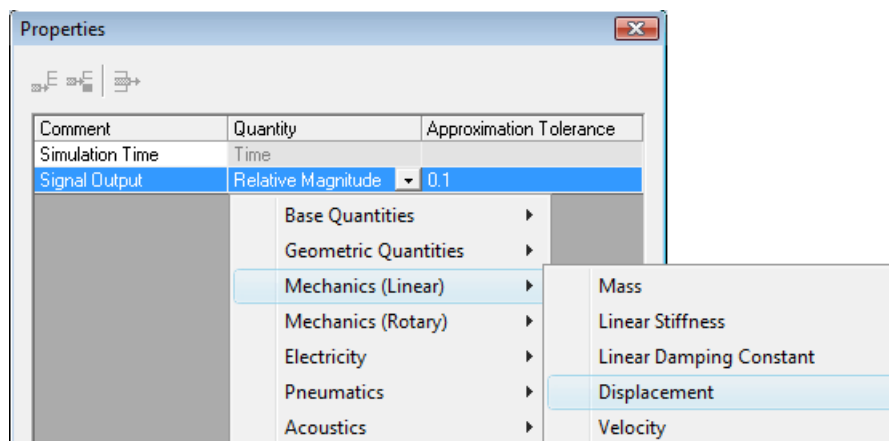 Properties
Comment Quantity Approximation Tolerance
Simulation Time Time
Signal Output Relative Magnitude 0.1
Base Quantities
Geometric Quantities
Mechanics (Linear) Mass
Mechanics (Rotary) Linear Stiffness
Electricity Linear Damping Constant
Pneumatics Displacement
Acoustics Velocity